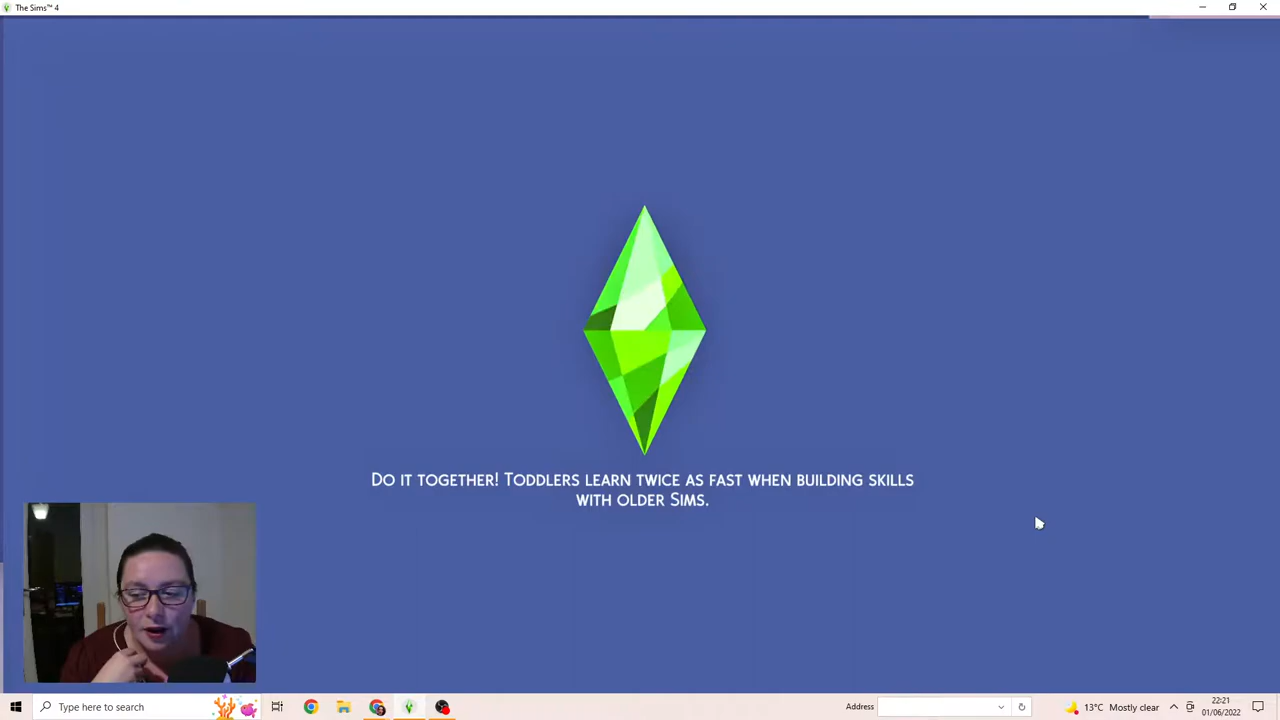 The Sims™ 4
DO IT TOGETHER! TODDLERS LEARN TWICE AS FAST WHEN BUILDING SKILLS
WITH OLDER SIMS.
Type here to search
Address
13°C Mostly clear
22:21
01/06/2022